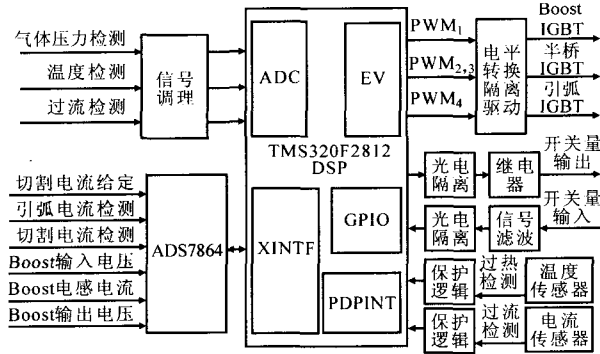 气体压力检测
温度检测
过流检测
信号
调理
ADC
EV
PWM1
PWM2,3
PWM4
电平
转换
隔离
驱动
Boost
IGBT
半桥
IGBT
引弧
IGBT
TMS320F2812
DSP
切割电流给定
引弧电流检测
切割电流检测
Boost输入电压
Boost电感电流
Boost输出电压
ADS7864
XINTF
GPIO
PDPINT
光电
隔离
继电
器
开关量
输出
光电
隔离
信号
滤波
开关量
输入
保护
逻辑
过热
检测
温度
传感器
保护
逻辑
过流
检测
电流
传感器